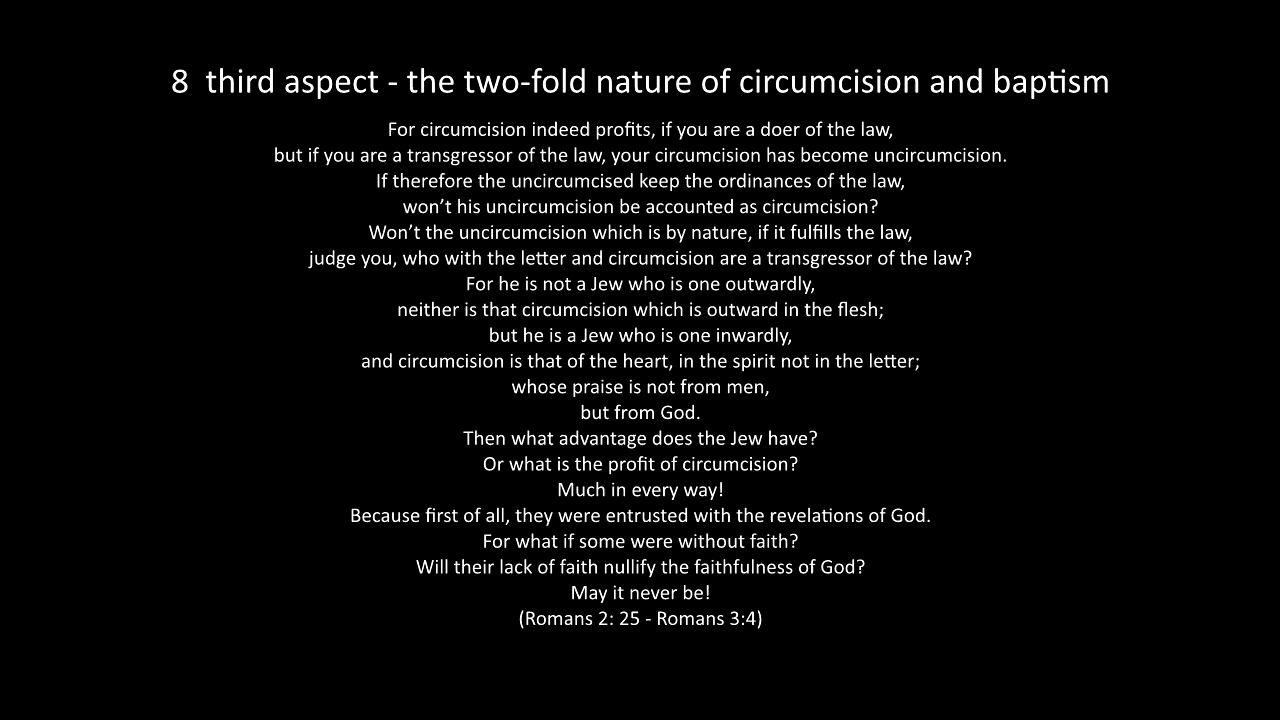 8  third aspect - the two-fold nature of circumcision and baptism
For circumcision indeed profits, if you are a doer of the law,
but if you are a transgressor of the law, your circumcision has become uncircumcision.
If therefore the uncircumcised keep the ordinances of the law,
won’t his uncircumcision be accounted as circumcision?
Won’t the uncircumcision which is by nature, if it fulfills the law,
judge you, who with the letter and circumcision are a transgressor of the law?
For he is not a Jew who is one outwardly,
neither is that circumcision which is outward in the flesh;
but he is a Jew who is one inwardly,
and circumcision is that of the heart, in the spirit not in the letter;
whose praise is not from men,
but from God.
Then what advantage does the Jew have?
Or what is the profit of circumcision?
Much in every way!
Because first of all, they were entrusted with the revelations of God.
For what if some were without faith?
Will their lack of faith nullify the faithfulness of God?
May it never be!
(Romans 2: 25 - Romans 3:4)